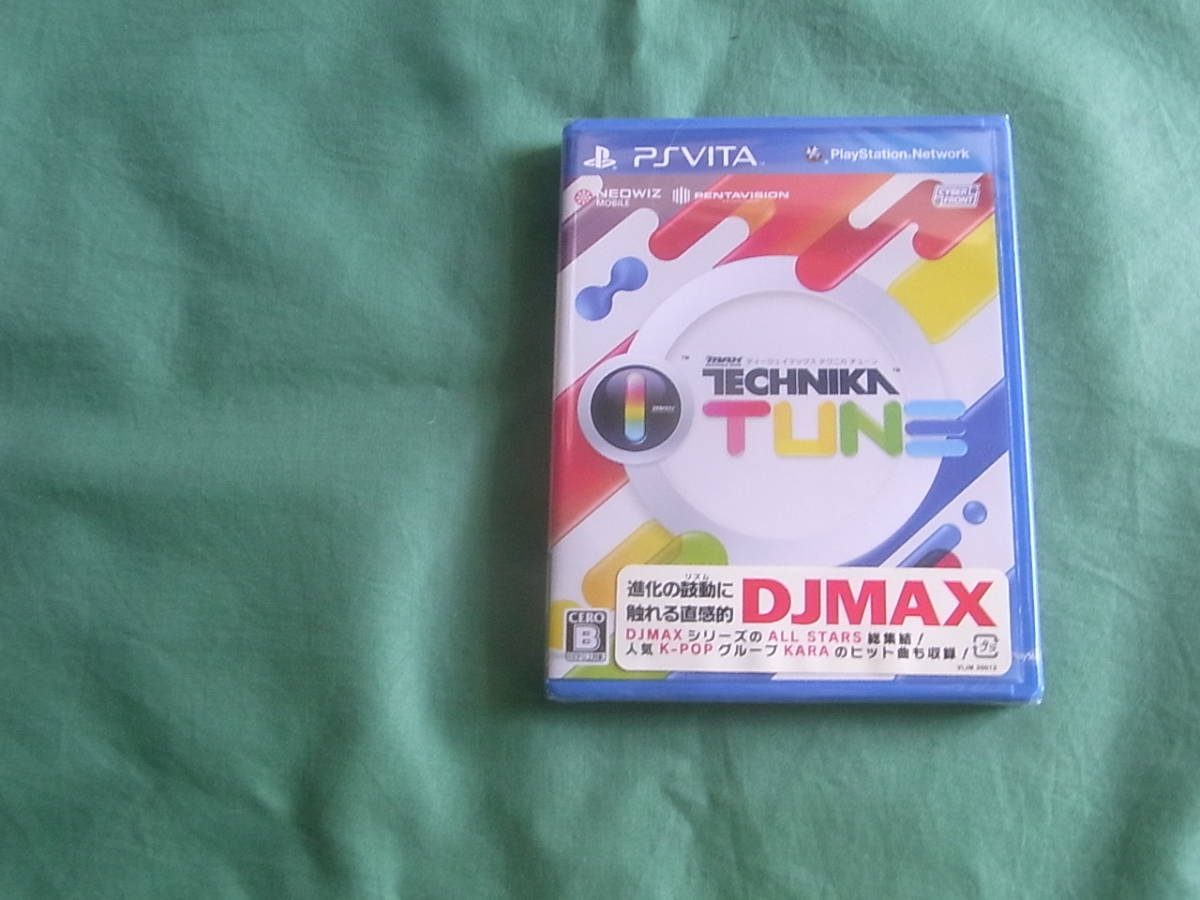 PSVITA™
PlayStation®Network
NEOWIZ
MOBILE
PENTAVISION
CYBER
FRONT
ディージェイマックス テクニカ チューン
TECHNIKA™
TUNE
リズム
進化の鼓動に
触れる直感的
DJMAX
DJMAXシリーズのALL STARS総集結!
人気K-POPグループKARAのヒット曲も収録!
CERO
B